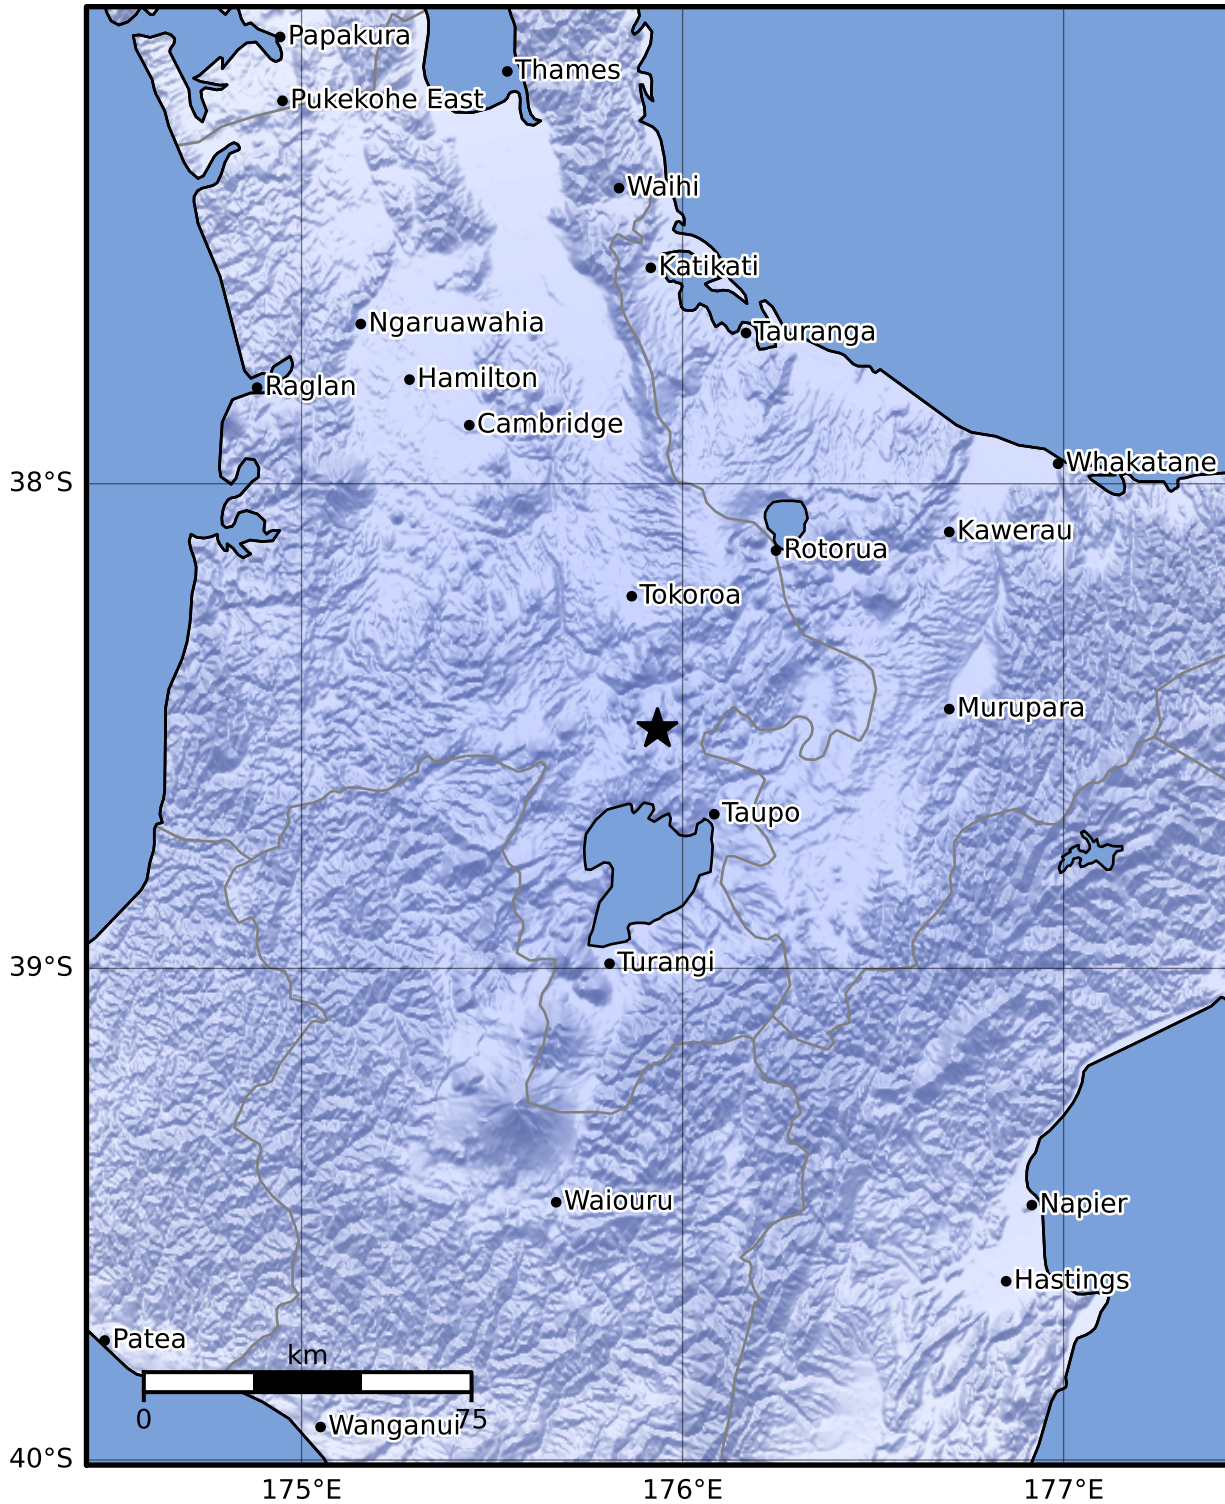 Papakura
Thames
Pukekohe East
Waihi
Katikati
Ngaruawahia
Tauranga
Raglan
Hamilton
Cambridge
Whakatane
38°S
Kawerau
Rotorua
Tokoroa
Murupara
Taupo
Turangi
39°S
Waiouru
Napier
Hastings
Patea
km
0
75
Wanganui
40°S
175°E
176°E
177°E